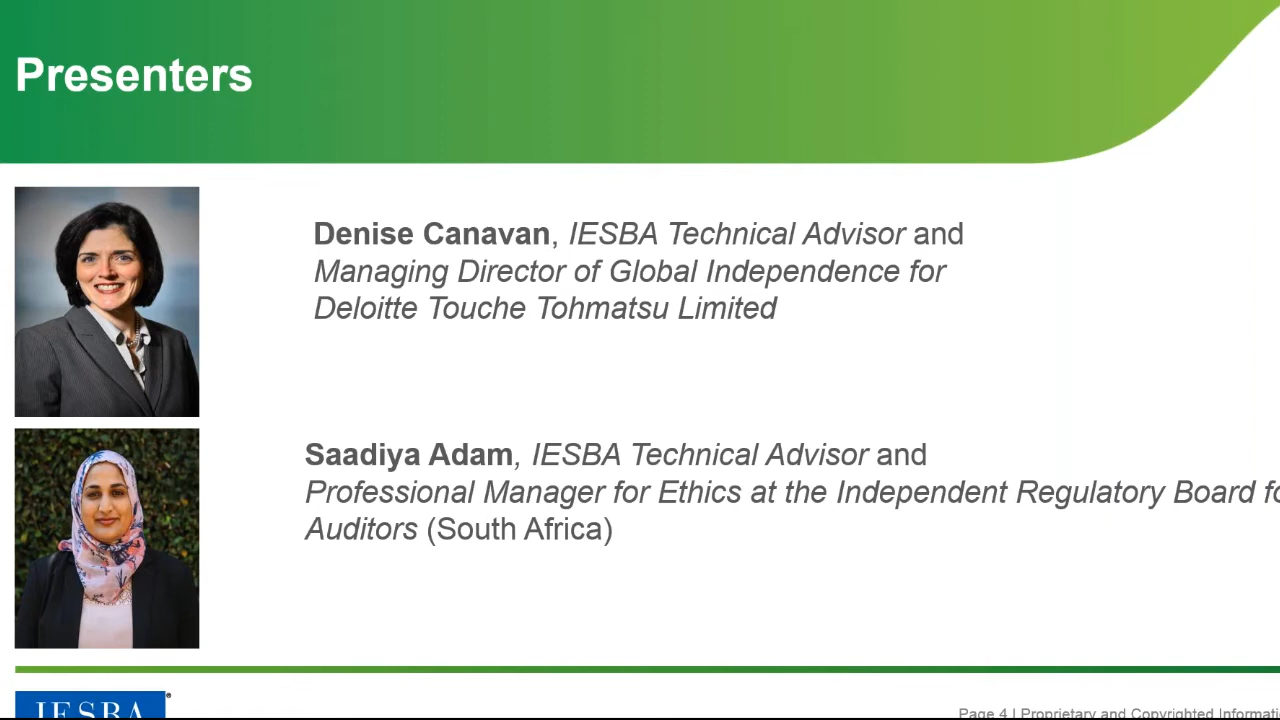 Presenters
Denise Canavan, IESBA Technical Advisor and
Managing Director of Global Independence for
Deloitte Touche Tohmatsu Limited
Saadiya Adam, IESBA Technical Advisor and
Professional Manager for Ethics at the Independent Regulatory Board
Auditors (South Africa)
IESBA®
Page 4 | Proprietary and Copyrighted